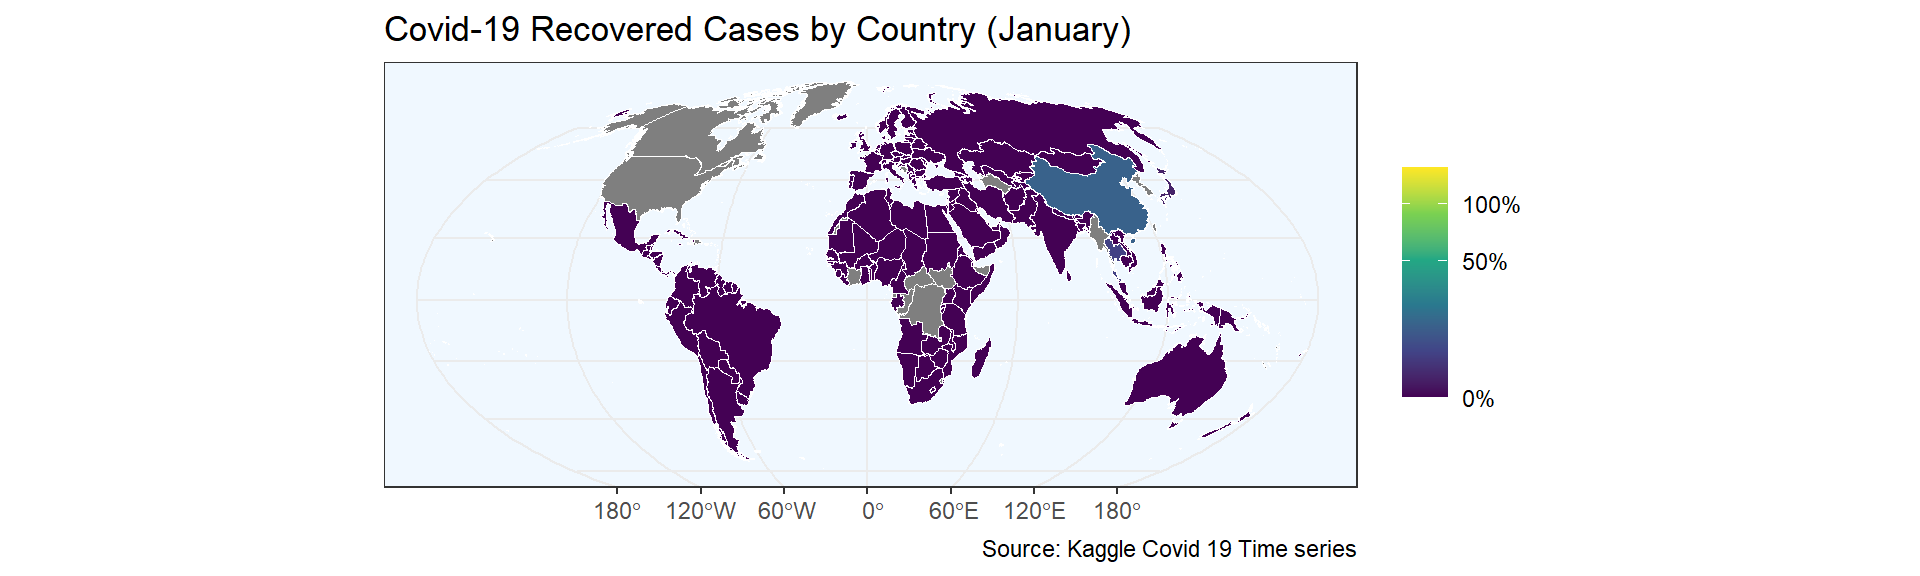 Covid-19 Recovered Cases by Country (January)
100%
50%
0%
180° 120°W 60°W 0° 60°E 120°E 180°
Source: Kaggle Covid 19 Time series